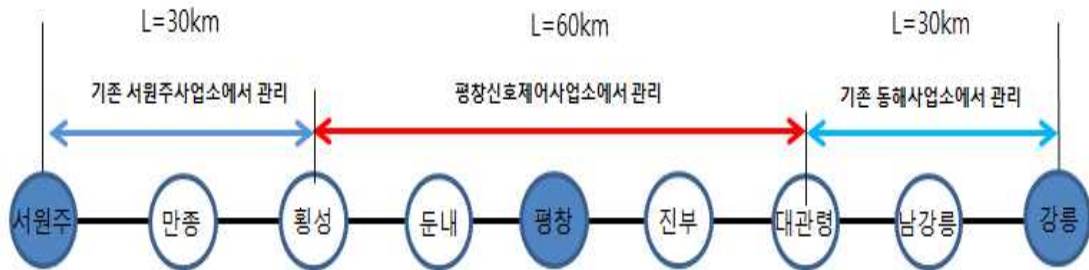 L=30km
L=60km
L=30km
기존 서원주사업소에서 관리
평창신호제어사업소에서 관리
기존 동해사업소에서 관리
서원주
만종
횡성
둔내
평창
진부
대관령
남강릉
강릉